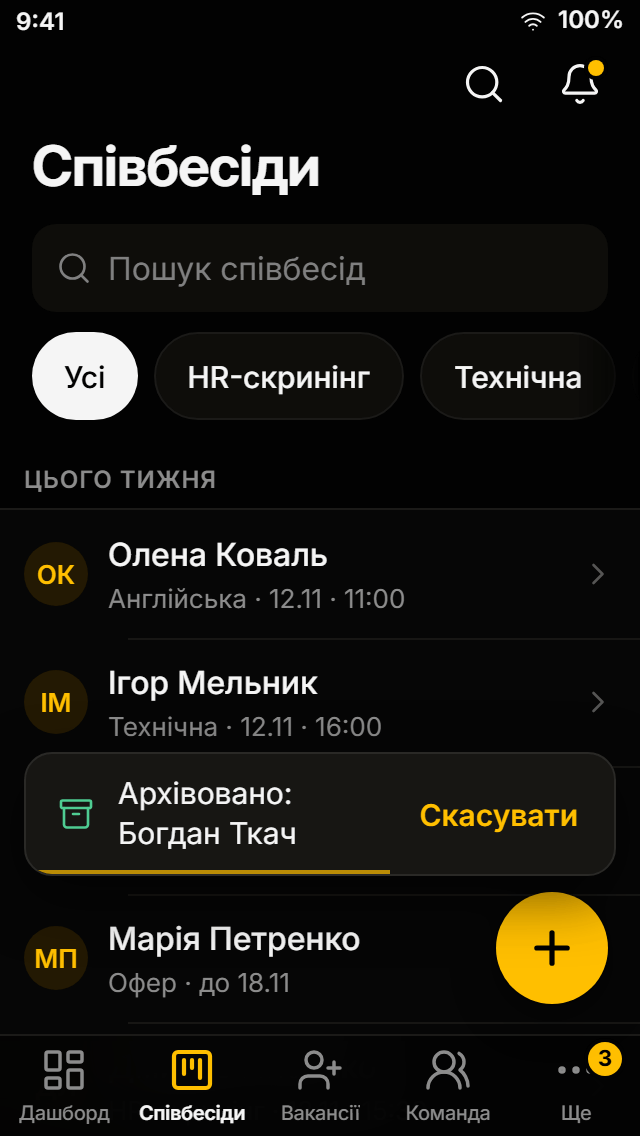 9:41
100%
Співбесіди
Пошук співбесід
Усі
HR-скринінг
Технічна
ЦЬОГО ТИЖНЯ
ОК
Олена Коваль
Англійська · 12.11 · 11:00
ІМ
Ігор Мельник
Технічна · 12.11 · 16:00
Архівовано:
Богдан Ткач
Скасувати
МП
Марія Петренко
Офер · до 18.11
3
Дашборд
Співбесіди
Вакансії
Команда
Ще